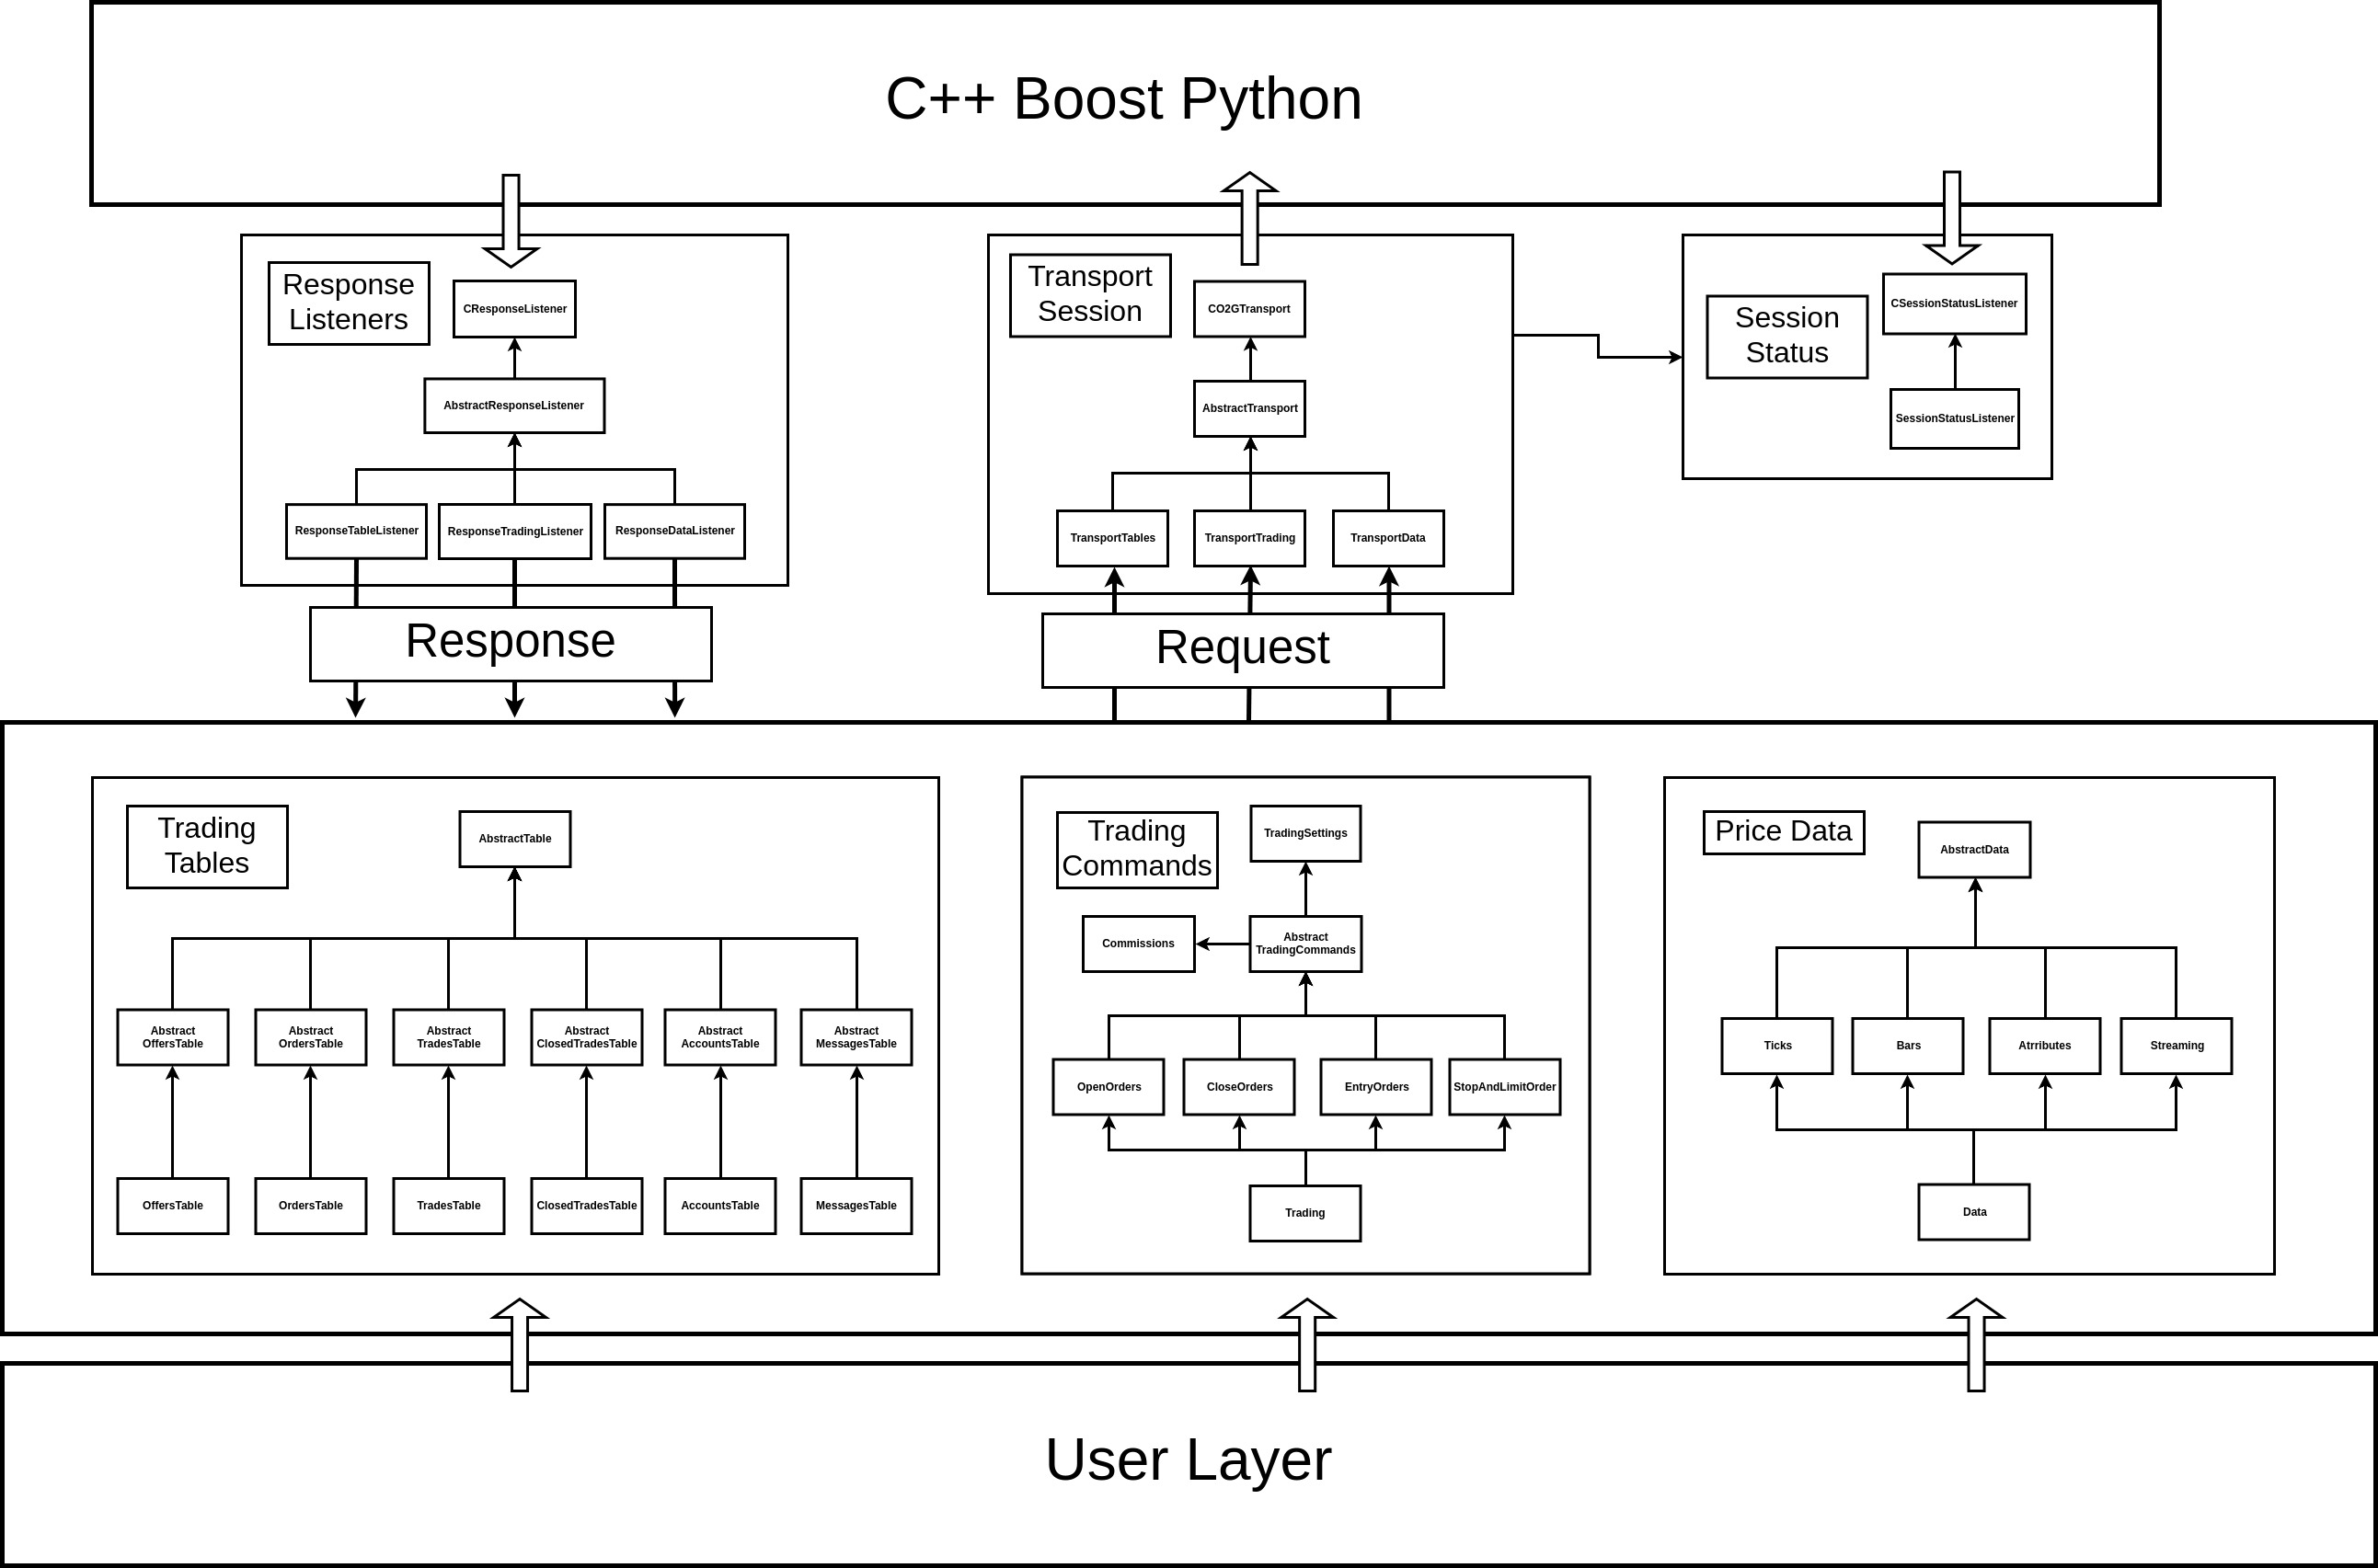 C++ Boost Python
Response
Listeners
CResponseListener
AbstractResponseListener
ResponseTableListener
ResponseTradingListener
ResponseDataListener
Transport
Session
CO2GTransport
AbstractTransport
TransportTables
TransportTrading
TransportData
Session
Status
CSessionStatusListener
SessionStatusListener
Response
Request
Trading
Tables
AbstractTable
Abstract
OffersTable
Abstract
OrdersTable
Abstract
TradesTable
Abstract
ClosedTradesTable
Abstract
AccountsTable
Abstract
MessagesTable
OffersTable
OrdersTable
TradesTable
ClosedTradesTable
AccountsTable
MessagesTable
Trading
Commands
TradingSettings
Commissions
Abstract
TradingCommands
OpenOrders
CloseOrders
EntryOrders
StopAndLimitOrder
Trading
Price Data
AbstractData
Ticks
Bars
Atrributes
Streaming
Data
User Layer